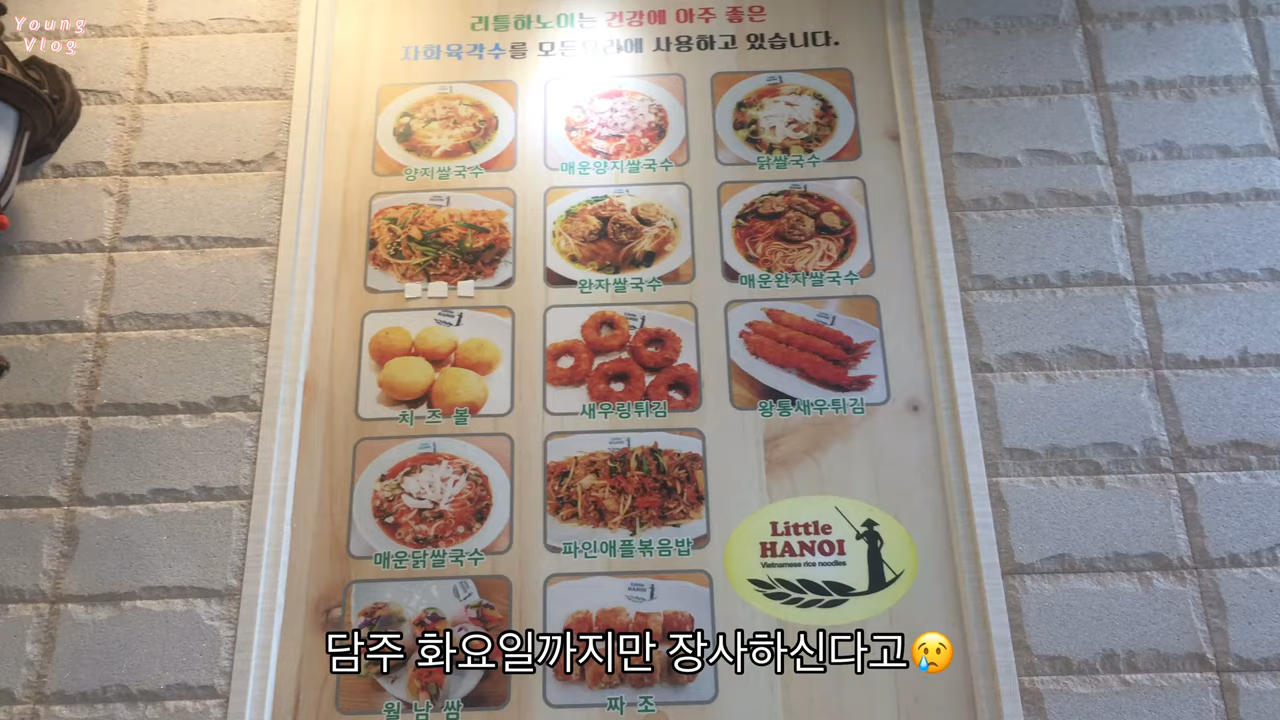 Young
Vlog
리틀하노이는 건강에 아주 좋은
자화육각수를 모든요리에 사용하고 있습니다.
양지쌀국수
매운양지쌀국수
닭쌀국수
완자쌀국수
매운완자쌀국수
치즈볼
새우링튀김
왕통새우튀김
매운닭쌀국수
파인애플볶음밥
Little
HANOI
Vietnamese rice noodles
담주 화요일까지만 장사하신다고😢
월남쌈
짜조